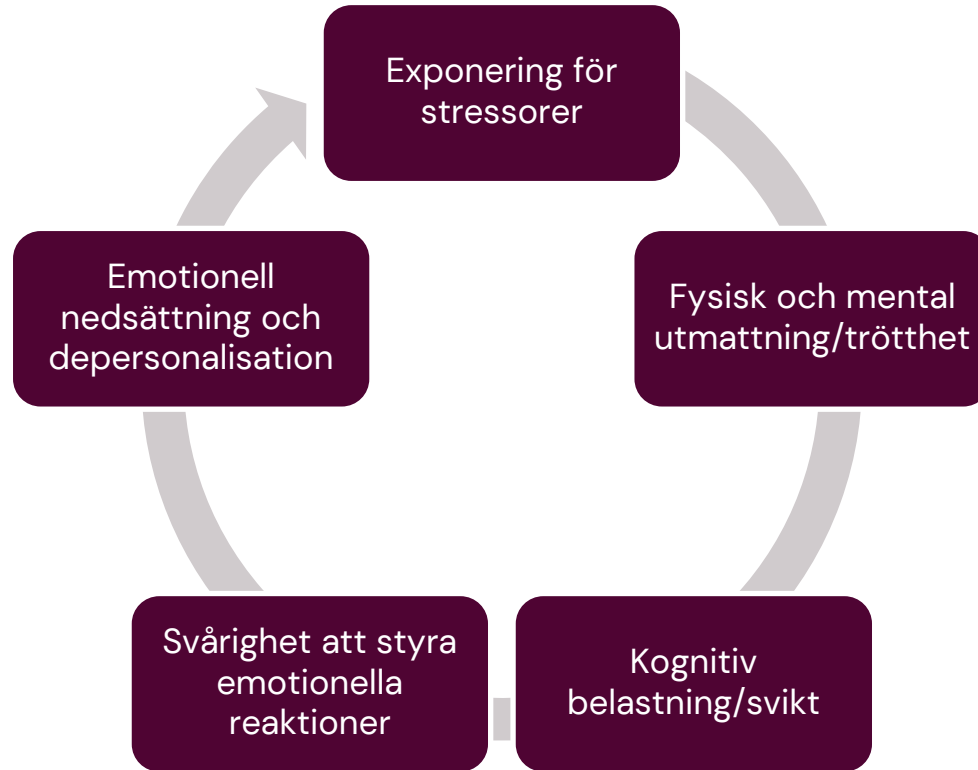 Exponering för
stressorer
Fysisk och mental
utmattning/trötthet
Kognitiv
belastning/svikt
Svårighet att styra
emotionella
reaktioner
Emotionell
nedsättning och
depersonalisation